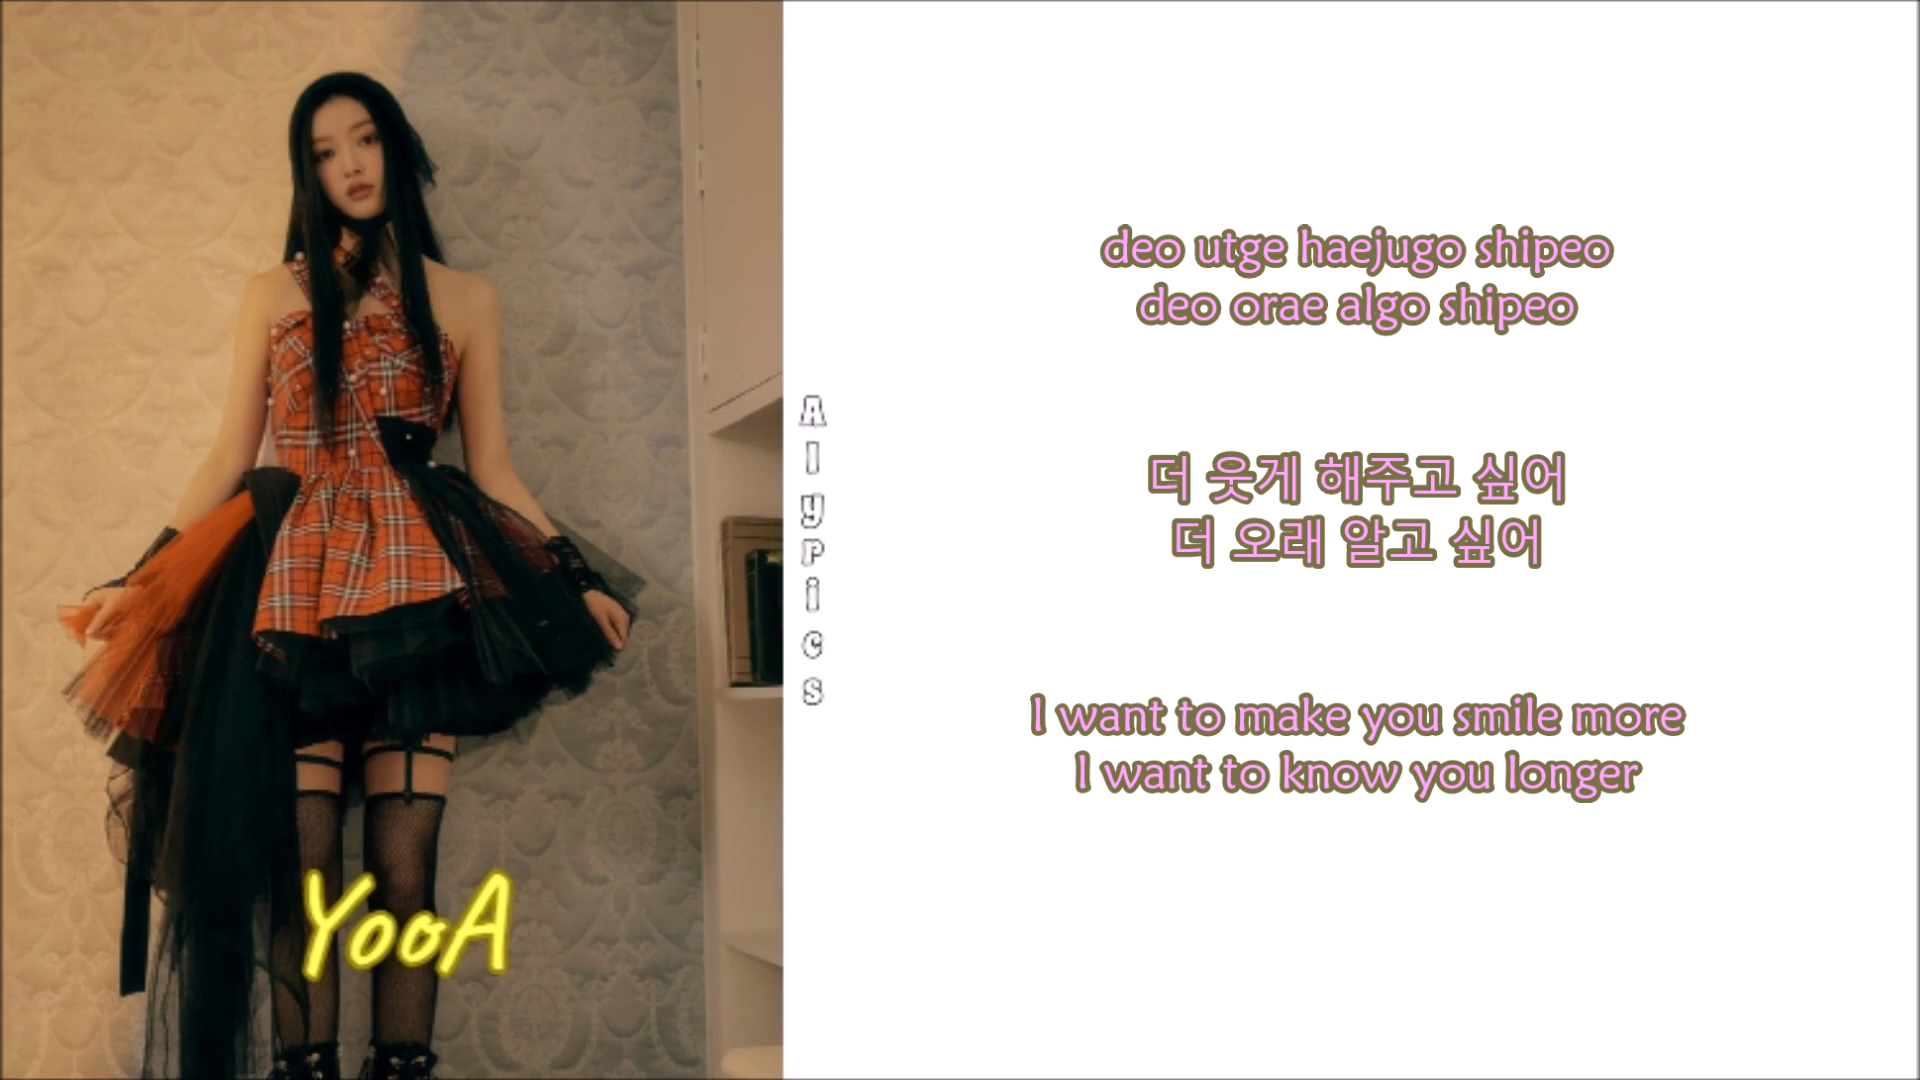 YooA
AlyPics
deo utge haejugo shipeo
deo orae algo shipeo
더 웃게 해주고 싶어
더 오래 알고 싶어
I want to make you smile more
I want to know you longer